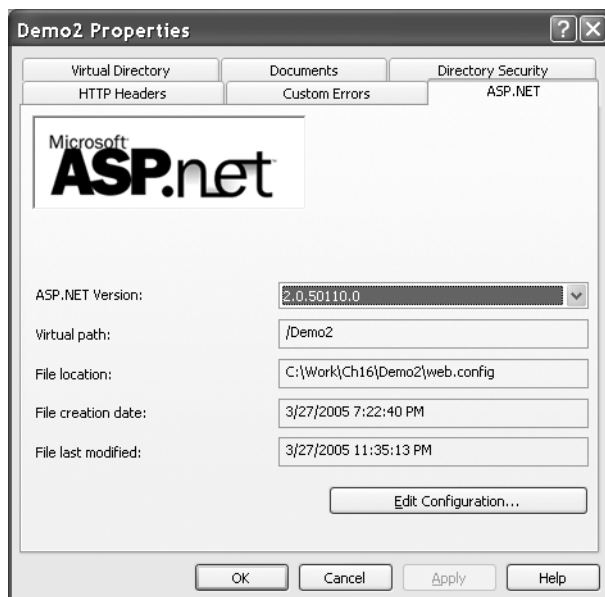 Demo2 Properties
Virtual Directory Documents Directory Security
HTTP Headers Custom Errors ASP.NET
Microsoft
ASP.net
ASP.NET Version: 2.0.50110.0
Virtual path: /Demo2
File location: C:\Work\Ch16\Demo2\web.config
File creation date: 3/27/2005 7:22:40 PM
File last modified: 3/27/2005 11:35:13 PM
Edit Configuration...
OK Cancel Apply Help